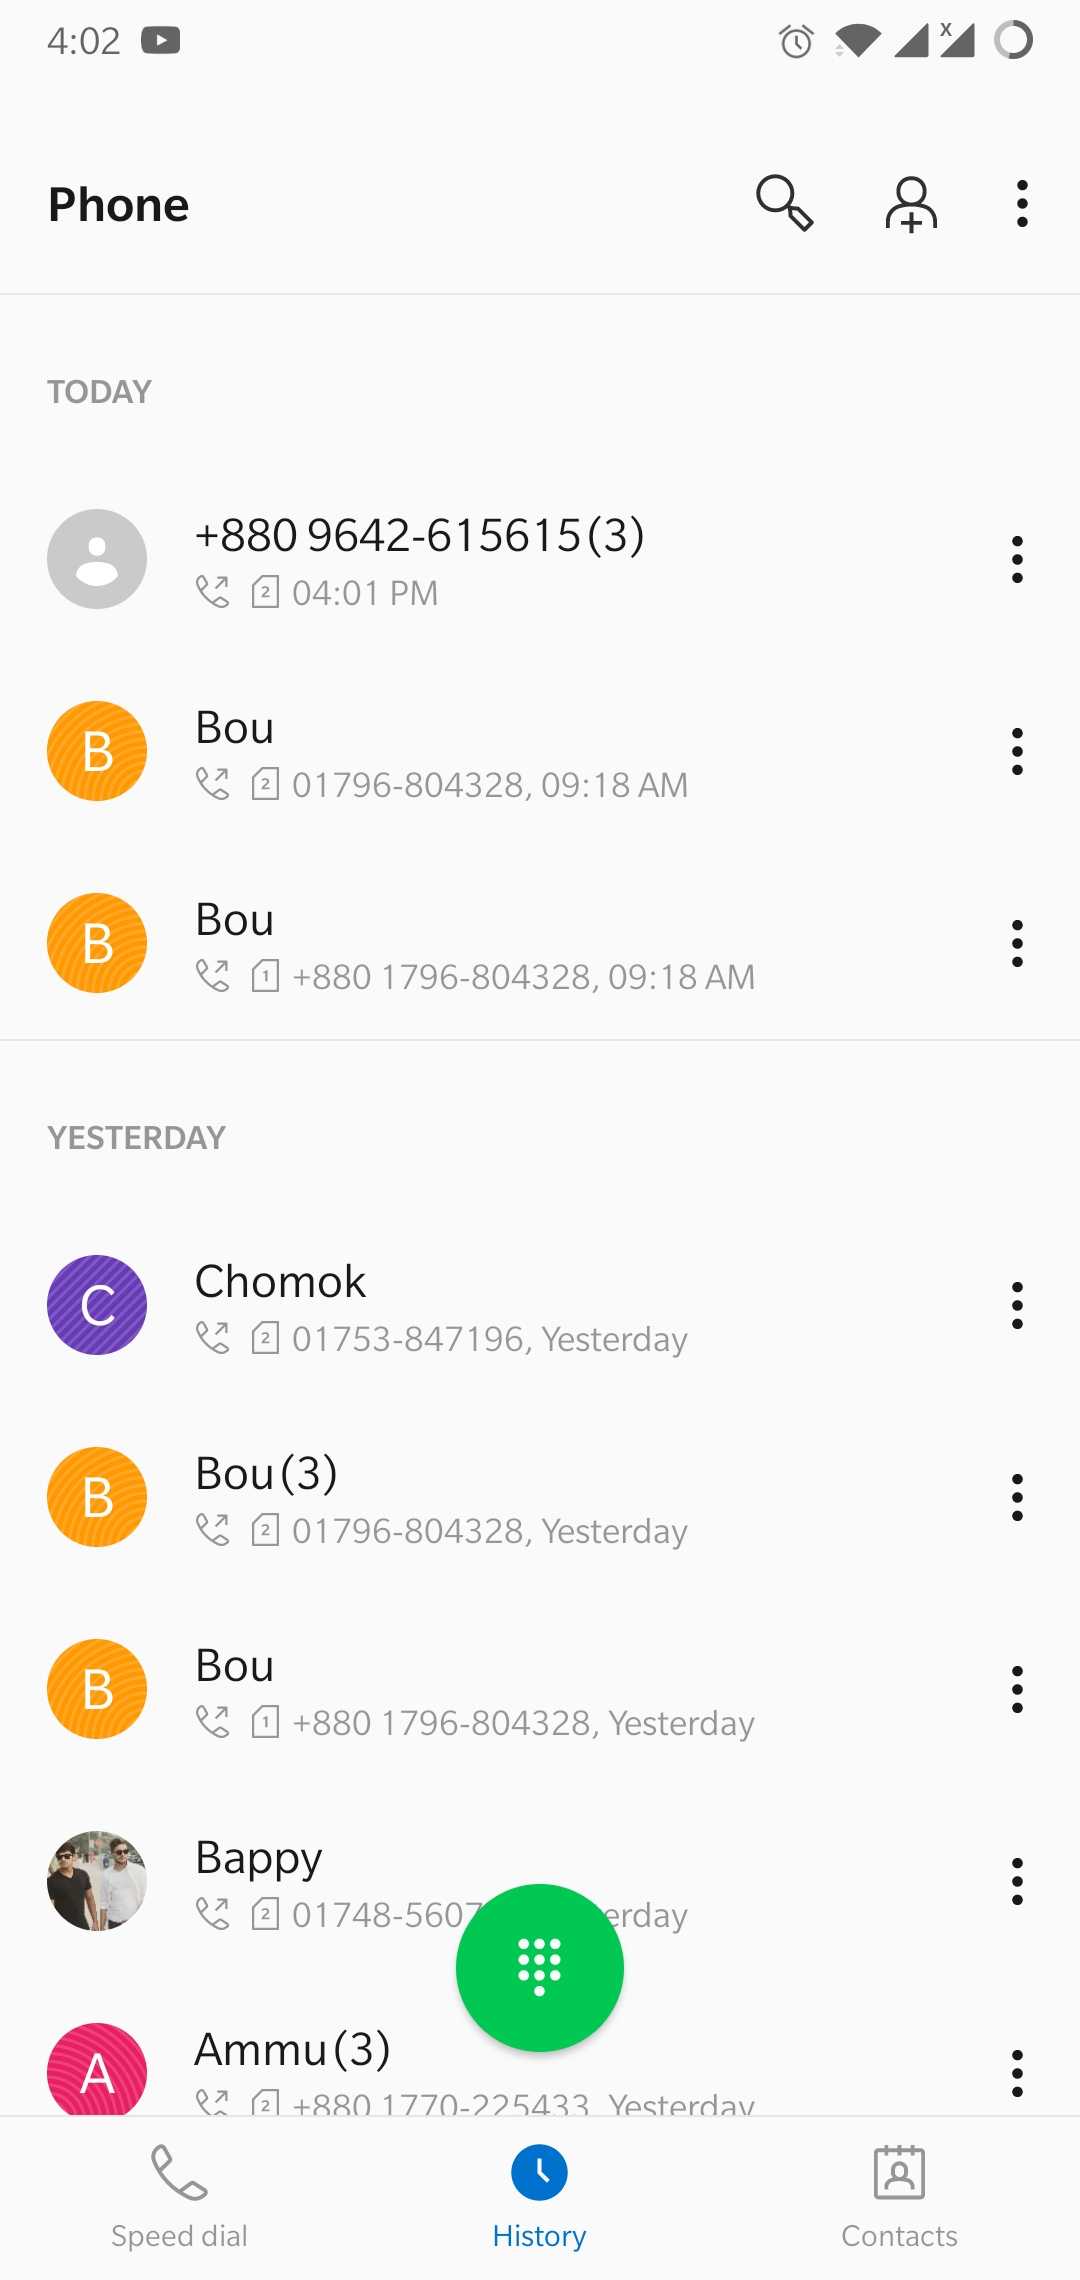 4:02
X
Phone
TODAY
+880 9642-615615(3)
2 04:01 PM
B
Bou
2 01796-804328, 09:18 AM
B
Bou
1 +880 1796-804328, 09:18 AM
YESTERDAY
C
Chomok
2 01753-847196, Yesterday
B
Bou(3)
2 01796-804328, Yesterday
B
Bou
1 +880 1796-804328, Yesterday
Bappy
2 01748-5607 erday
A
Ammu(3)
2 +880 1770-225433, Yesterday
Speed dial
History
Contacts